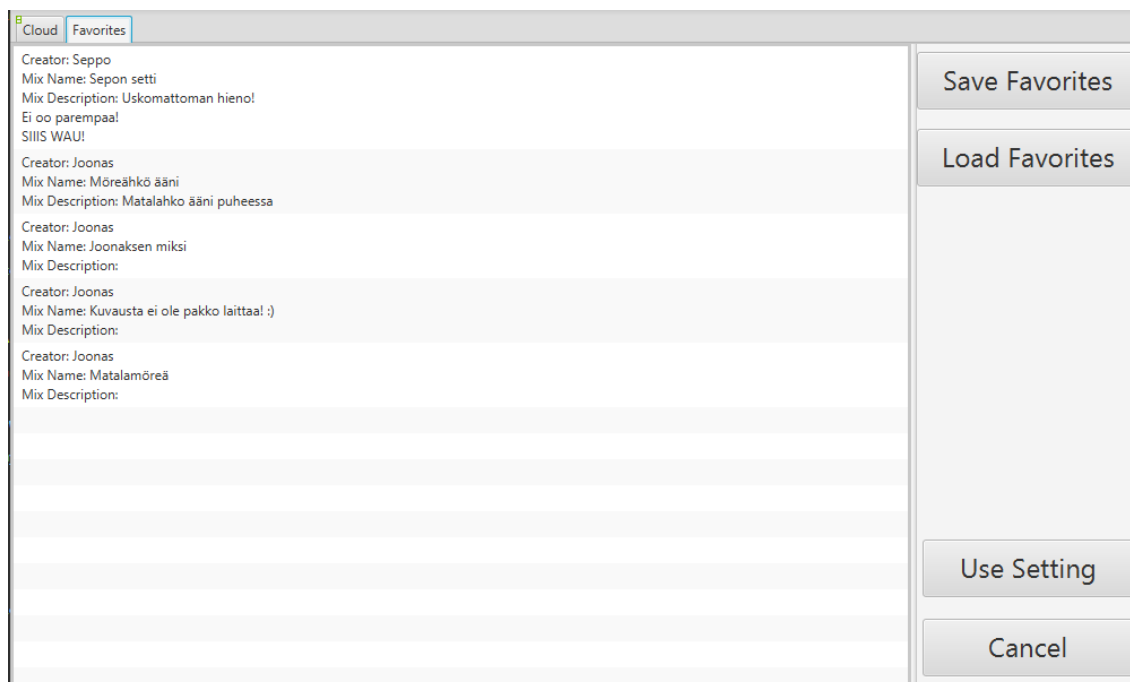 Cloud Favorites
Creator: Seppo
Mix Name: Sepon setti
Mix Description: Uskomattoman hieno!
Ei oo parempaa!
SIIIS WAU!
Creator: Joonas
Mix Name: Möreähkö ääni
Mix Description: Matalahko ääni puheessa
Creator: Joonas
Mix Name: Joonaksen miksi
Mix Description:
Creator: Joonas
Mix Name: Kuvausta ei ole pakko laittaa! :)
Mix Description:
Creator: Joonas
Mix Name: Matalamöreä
Mix Description:
Save Favorites
Load Favorites
Use Setting
Cancel